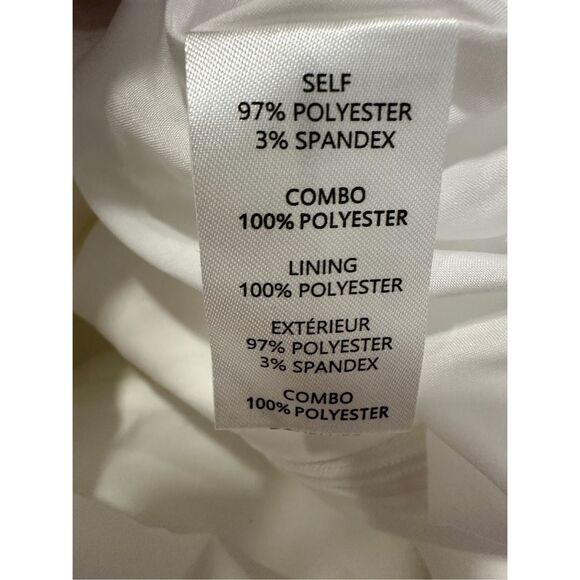 SELF
97% POLYESTER
3% SPANDEX
COMBO
100% POLYESTER
LINING
100% POLYESTER
EXTÉRIEUR
97% POLYESTER
3% SPANDEX
COMBO
100% POLYESTER